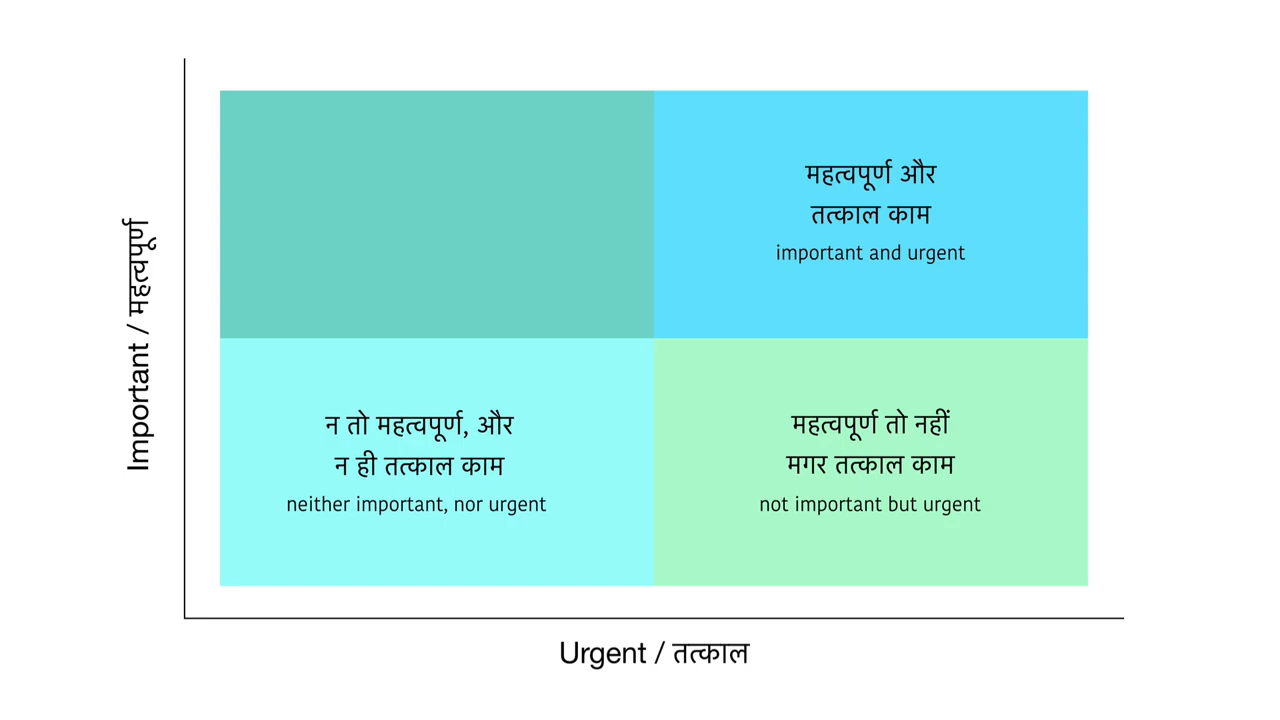 महत्वपूर्ण और
तत्काल काम
important and urgent
Important / महत्वपूर्ण
न तो महत्वपूर्ण, और
न ही तत्काल काम
neither important, nor urgent
महत्वपूर्ण तो नहीं
मगर तत्काल काम
not important but urgent
Urgent / तत्काल